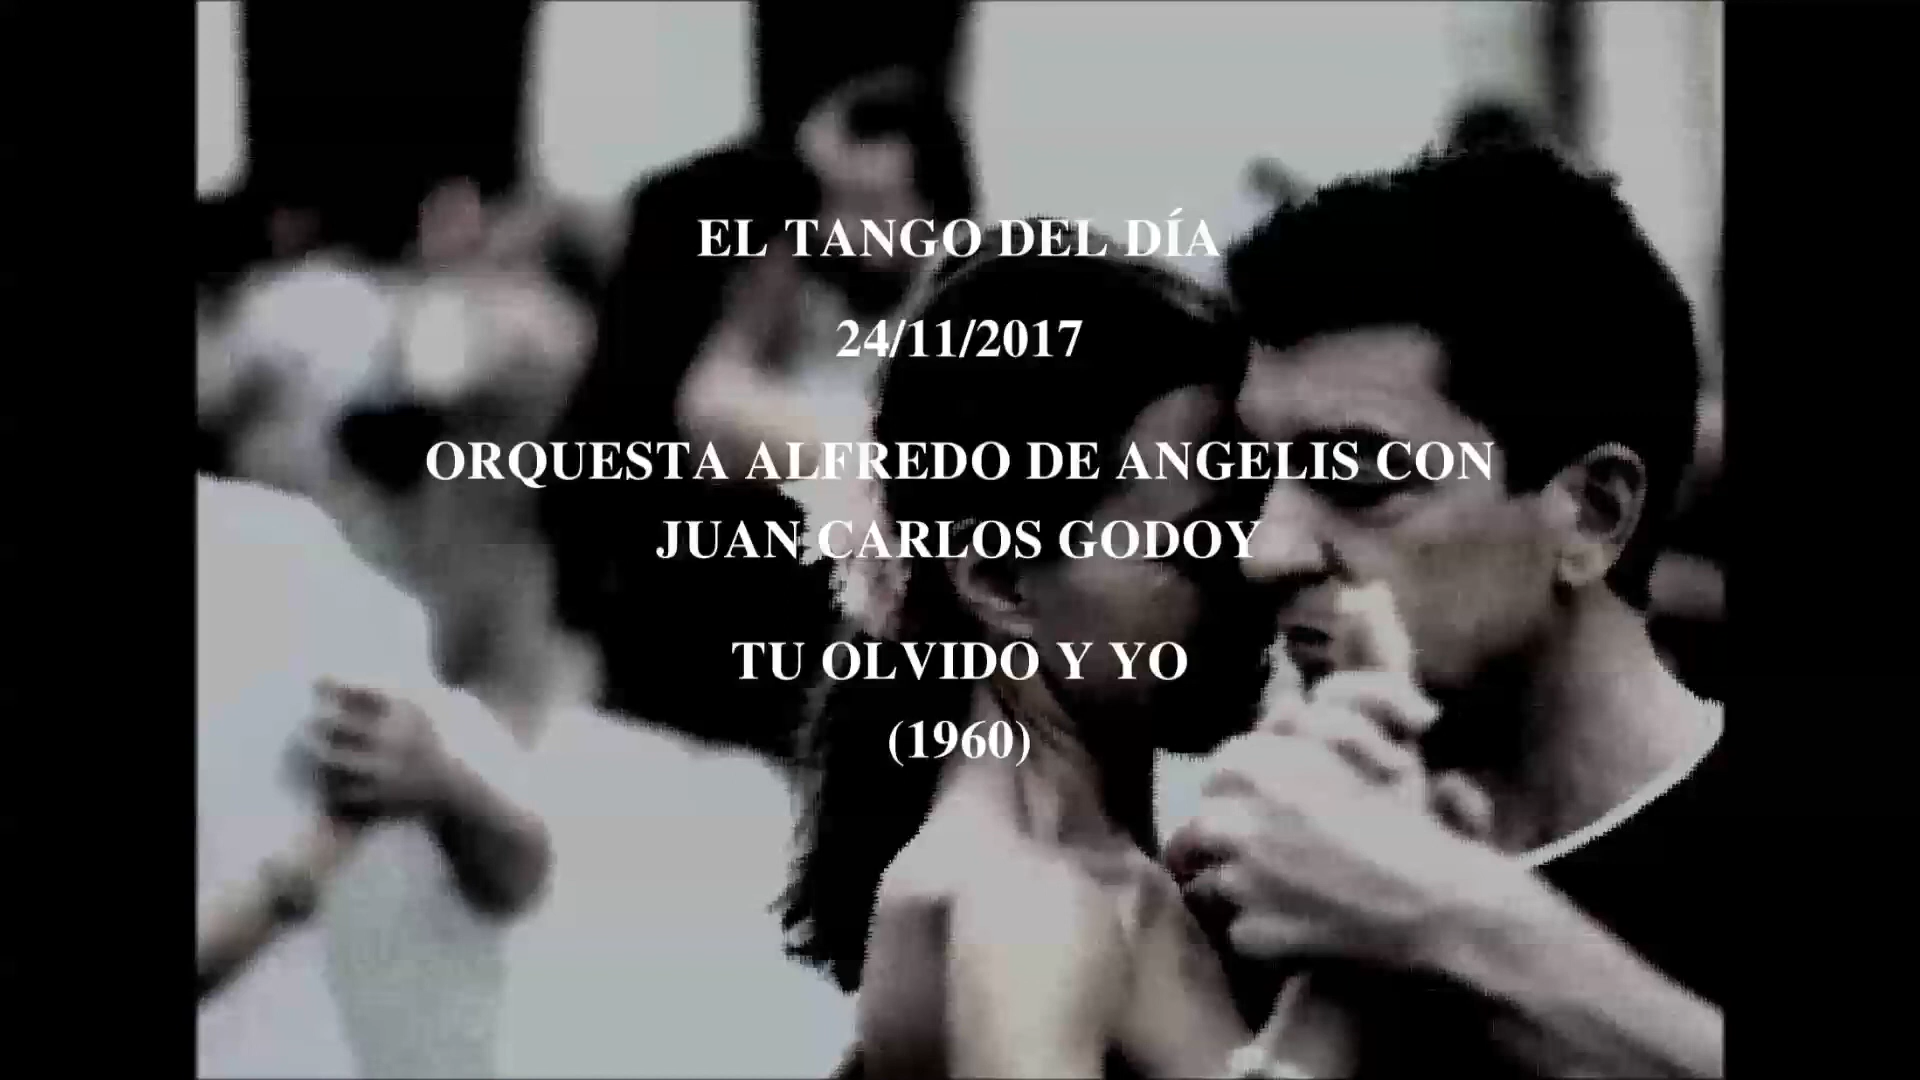 EL TANGO DEL DÍA
24/11/2017
ORQUESTA ALFREDO DE ANGELIS CON
JUAN CARLOS GODOY
TU OLVIDO Y YO
(1960)